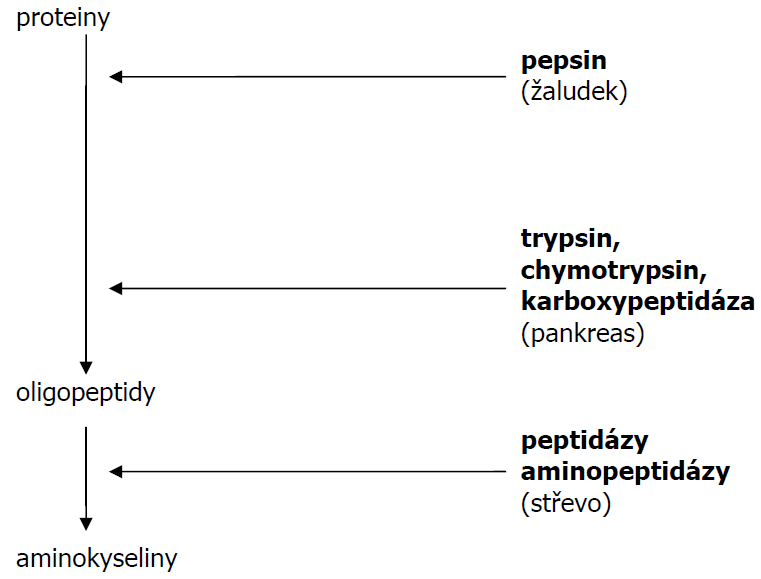 proteiny
pepsin
(žaludek)
trypsin,
chymotrypsin,
karboxypeptidáza
(pankreas)
oligopeptidy
peptidázy
aminopeptidázy
(střevo)
aminokyseliny